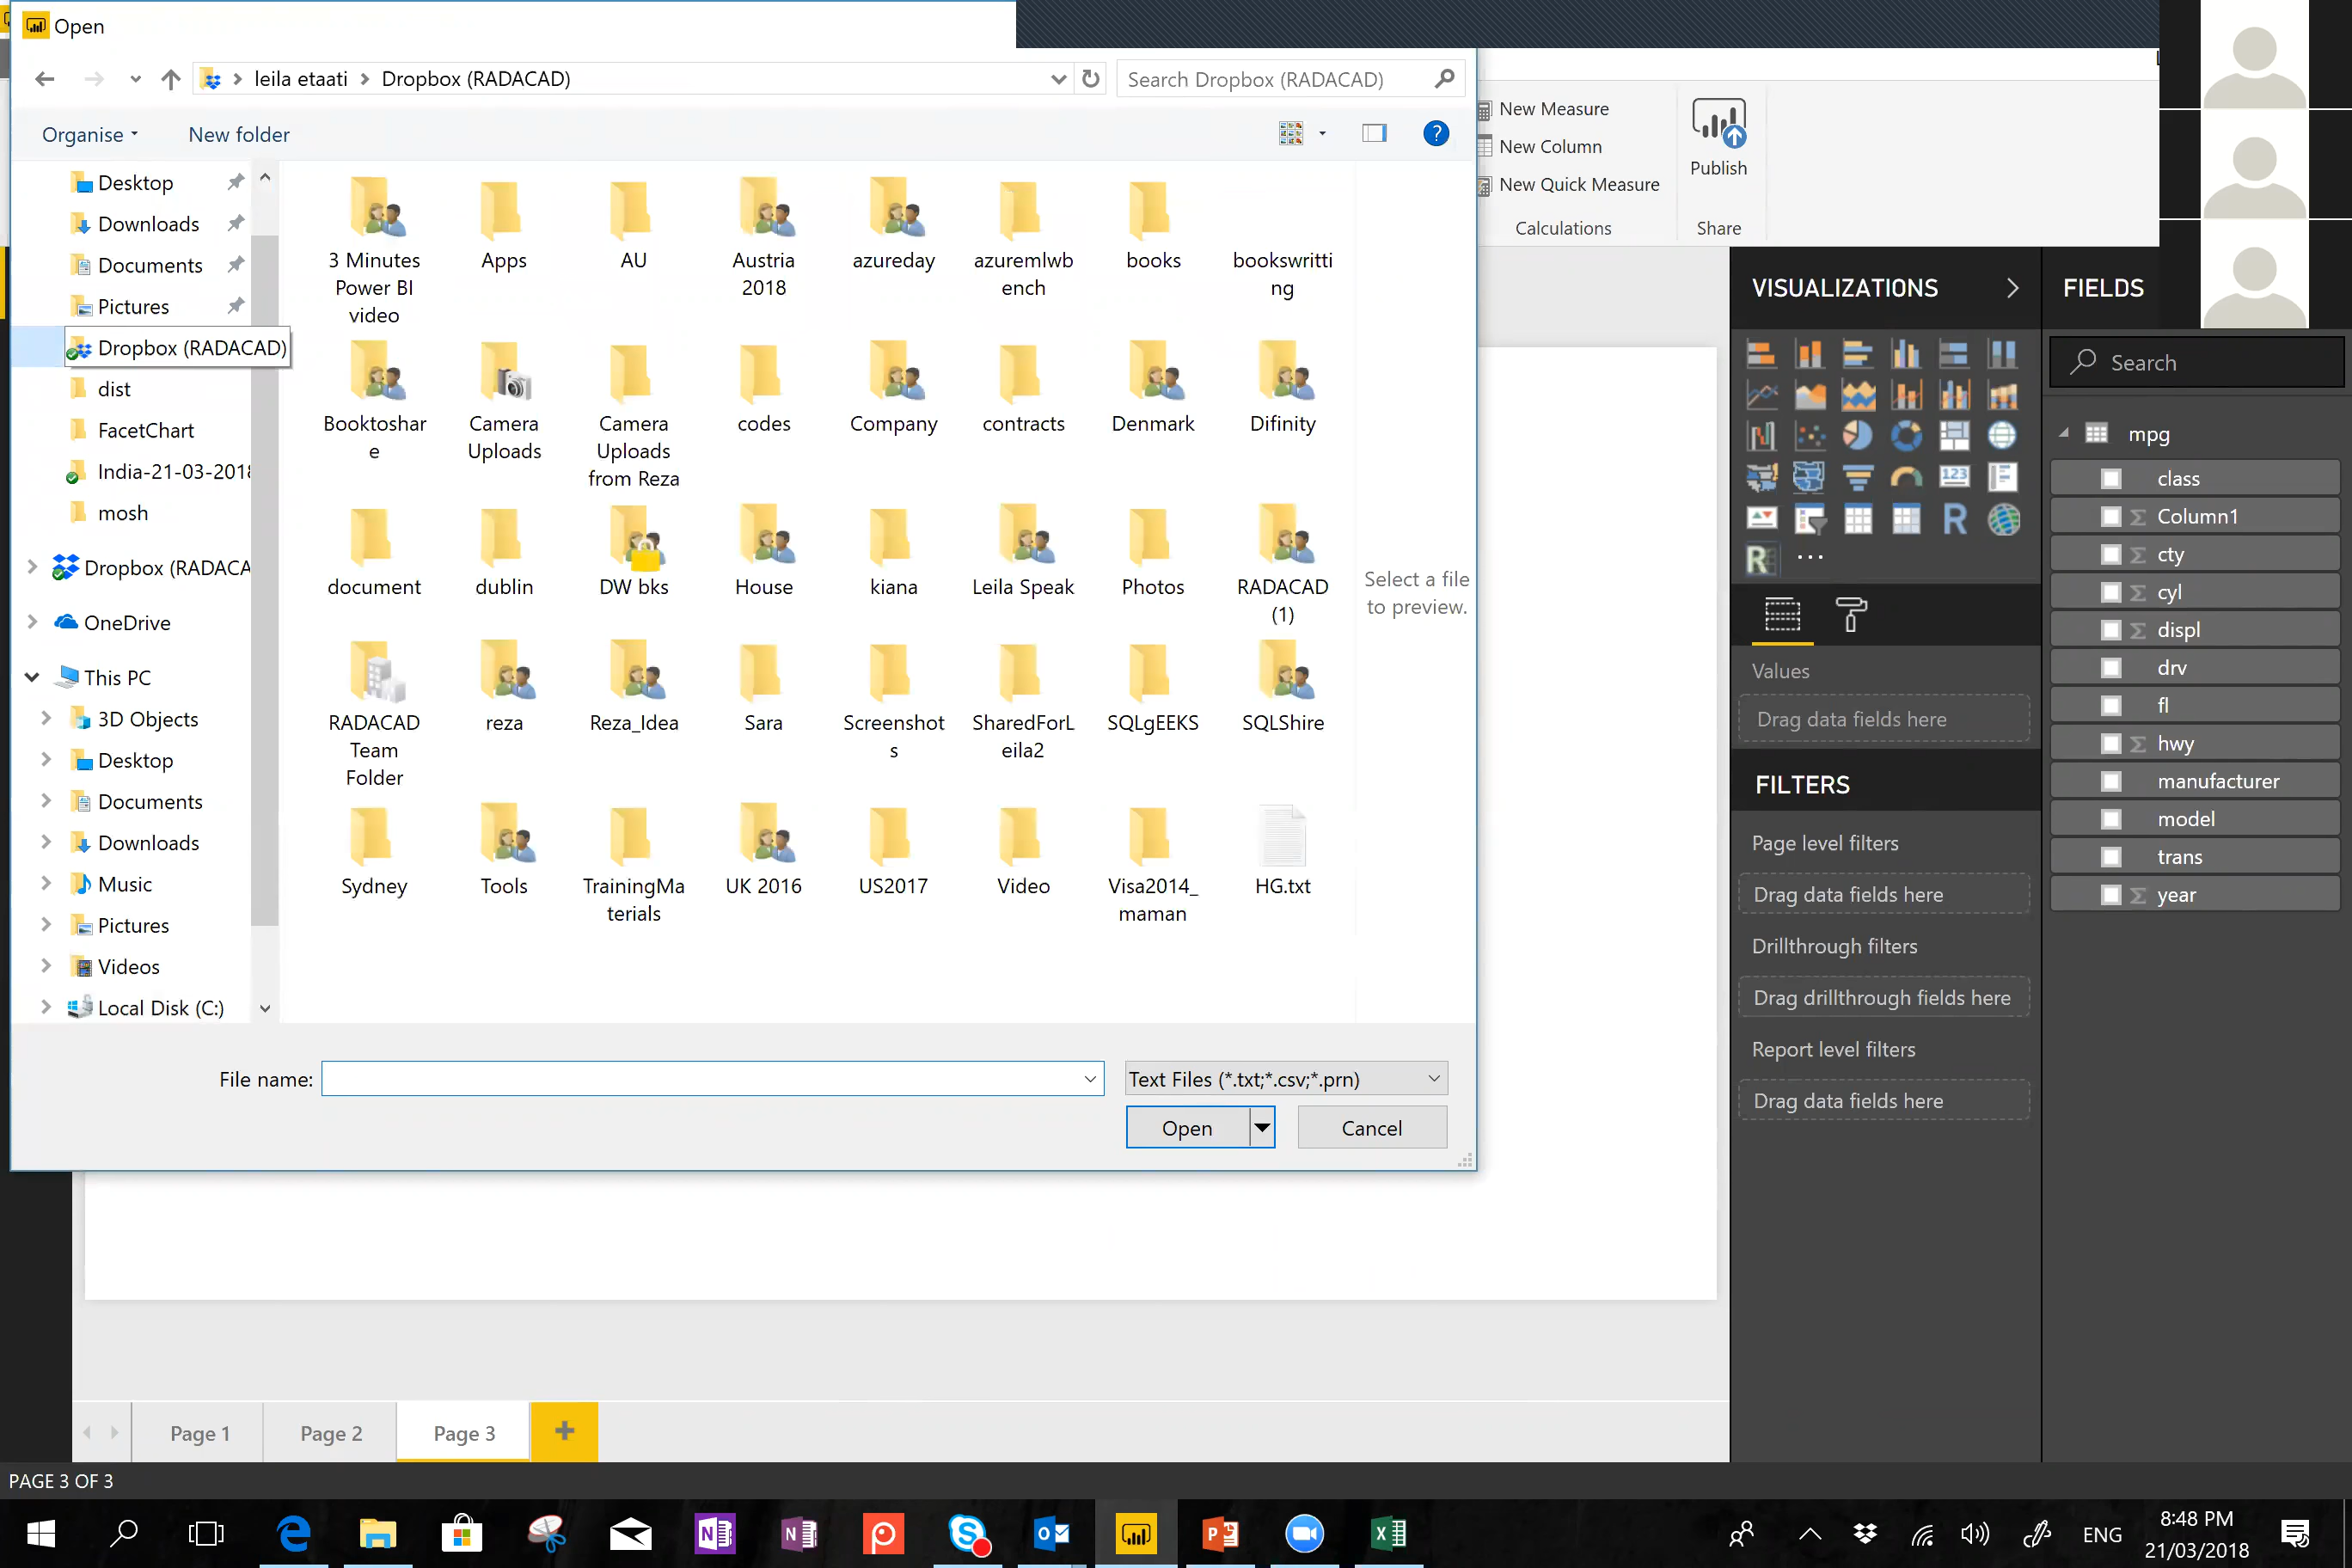 Open
leila etaati > Dropbox (RADACAD)
Search Dropbox (RADACAD)
Organise
New folder
Desktop
Downloads
Documents
Pictures
Dropbox (RADACAD)
dist
FacetChart
India-21-03-2018
mosh
Dropbox (RADACA
OneDrive
This PC
3D Objects
Desktop
Documents
Downloads
Music
Pictures
Videos
Local Disk (C:)
3 Minutes
Power BI
video
Apps
AU
Austria
2018
azureday
azuremlwb
ench
books
bookswritti
ng
Booktoshar
e
Camera
Uploads
Camera
Uploads
from Reza
codes
Company
contracts
Denmark
Difinity
document
dublin
DW bks
House
kiana
Leila Speak
Photos
RADACAD
(1)
RADACAD
Team
Folder
reza
Reza_Idea
Sara
Screenshot
s
SharedForL
eila2
SQLgEEKS
SQLShire
Sydney
Tools
TrainingMa
terials
UK 2016
US2017
Video
Visa2014_
maman
HG.txt
Select a file
to preview.
File name:
Text Files (*.txt;*.csv;*.prn)
Open
Cancel
New Measure
New Column
New Quick Measure
Calculations
Publish
Share
VISUALIZATIONS
123
R
R
Values
Drag data fields here
FILTERS
Page level filters
Drag data fields here
Drillthrough filters
Drag drillthrough fields here
Report level filters
Drag data fields here
FIELDS
Search
mpg
class
Column1
cty
cyl
displ
drv
fl
hwy
manufacturer
model
trans
year
Page 1
Page 2
Page 3
PAGE 3 OF 3
ENG
8:48 PM
21/03/2018